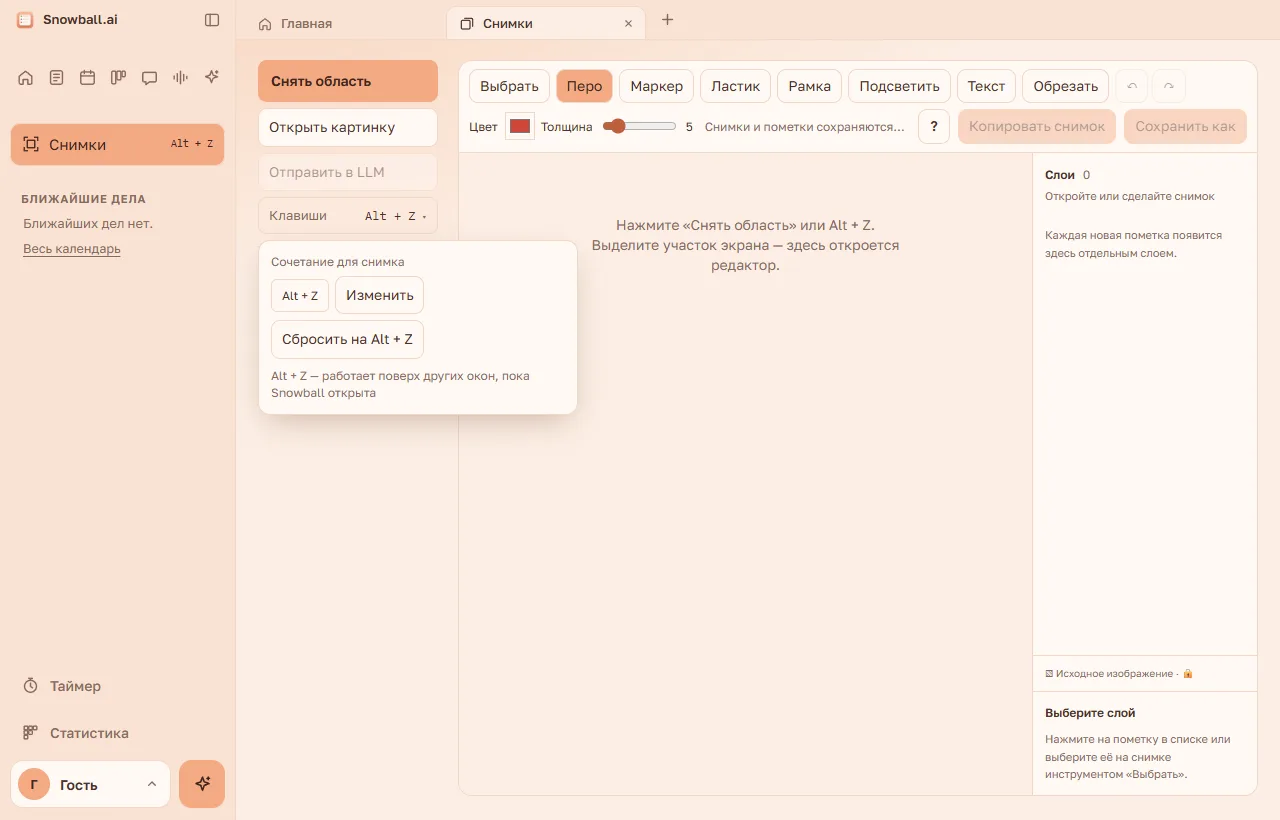 Snowball.ai
Главная
Снимки
Снимки
Alt + Z
БЛИЖАЙШИЕ ДЕЛА
Ближайших дел нет.
Весь календарь
Таймер
Статистика
Г
Гость
Снять область
Открыть картинку
Отправить в LLM
Клавиши
Alt + Z
Сочетание для снимка
Alt + Z
Изменить
Сбросить на Alt + Z
Alt + Z — работает поверх других окон, пока
Snowball открыта
Выбрать
Перо
Маркер
Ластик
Рамка
Подсветить
Текст
Обрезать
Цвет
Толщина
5
Снимки и пометки сохраняются...
?
Копировать снимок
Сохранить как
Нажмите «Снять область» или Alt + Z.
Выделите участок экрана — здесь откроется
редактор.
Слои 0
Откройте или сделайте снимок
Каждая новая пометка появится
здесь отдельным слоем.
Исходное изображение ·
Выберите слой
Нажмите на пометку в списке или
выберите её на снимке
инструментом «Выбрать».